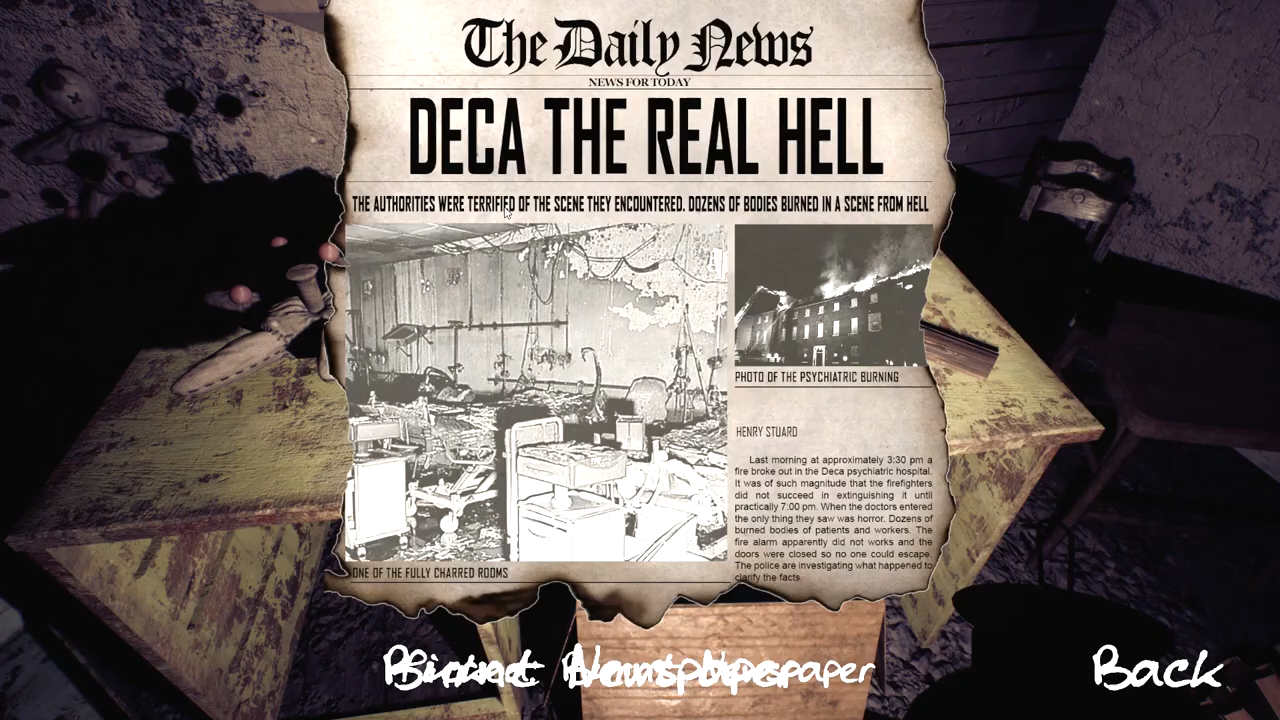 The Daily News
NEWS FOR TODAY
DECA THE REAL HELL
THE AUTHORITIES WERE TERRIFIED OF THE SCENE THEY ENCOUNTERED. DOZENS OF BODIES BURNED IN A SCENE FROM HELL
PHOTO OF THE PSYCHIATRIC BURNING
HENRY STUARD
Last morning at approximately 3:30 pm a
fire broke out in the Deca psychiatric hospital.
It was of such magnitude that the firefighters
did not succeed in extinguishing it until
practically 7:00 pm. When the doctors entered
the only thing they saw was horror. Dozens of
burned bodies of patients and workers. The
fire alarm apparently did not works and the
doors were closed so no one could escape.
The police are investigating what happened to
clarify the facts.
ONE OF THE FULLY CHARRED ROOMS
Back